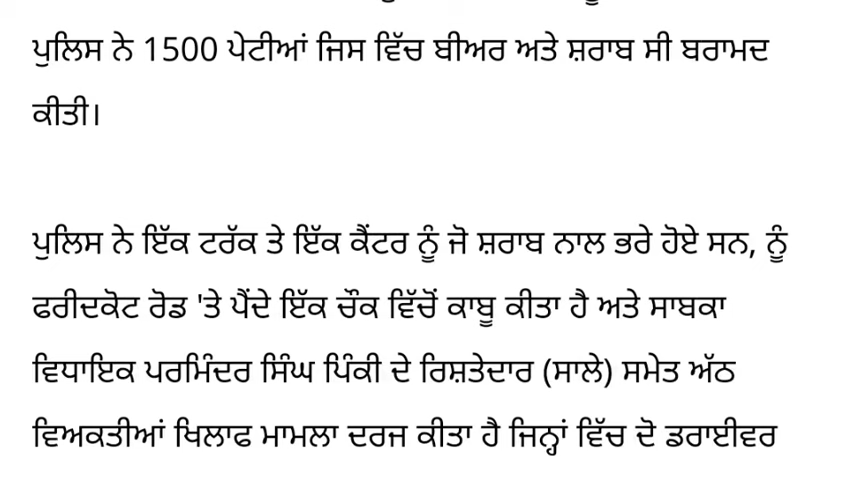 ਪੁਲਿਸ ਨੇ 1500 ਪੇਟੀਆਂ ਜਿਸ ਵਿੱਚ ਬੀਅਰ ਅਤੇ ਸ਼ਰਾਬ ਸੀ ਬਰਾਮਦ
ਕੀਤੀ।
ਪੁਲਿਸ ਨੇ ਇੱਕ ਟਰੱਕ ਤੇ ਇੱਕ ਕੈਂਟਰ ਨੂੰ ਜੋ ਸ਼ਰਾਬ ਨਾਲ ਭਰੇ ਹੋਏ ਸਨ, ਨੂੰ
ਫਰੀਦਕੋਟ ਰੋਡ 'ਤੇ ਪੈਂਦੇ ਇੱਕ ਚੌਕ ਵਿੱਚੋਂ ਕਾਬੂ ਕੀਤਾ ਹੈ ਅਤੇ ਸਾਬਕਾ
ਵਿਧਾਇਕ ਪਰਮਿੰਦਰ ਸਿੰਘ ਪਿੰਕੀ ਦੇ ਰਿਸ਼ਤੇਦਾਰ (ਸਾਲੇ) ਸਮੇਤ ਅੱਠ
ਵਿਅਕਤੀਆਂ ਖਿਲਾਫ ਮਾਮਲਾ ਦਰਜ ਕੀਤਾ ਹੈ ਜਿਨ੍ਹਾਂ ਵਿੱਚ ਦੋ ਡਰਾਈਵਰ